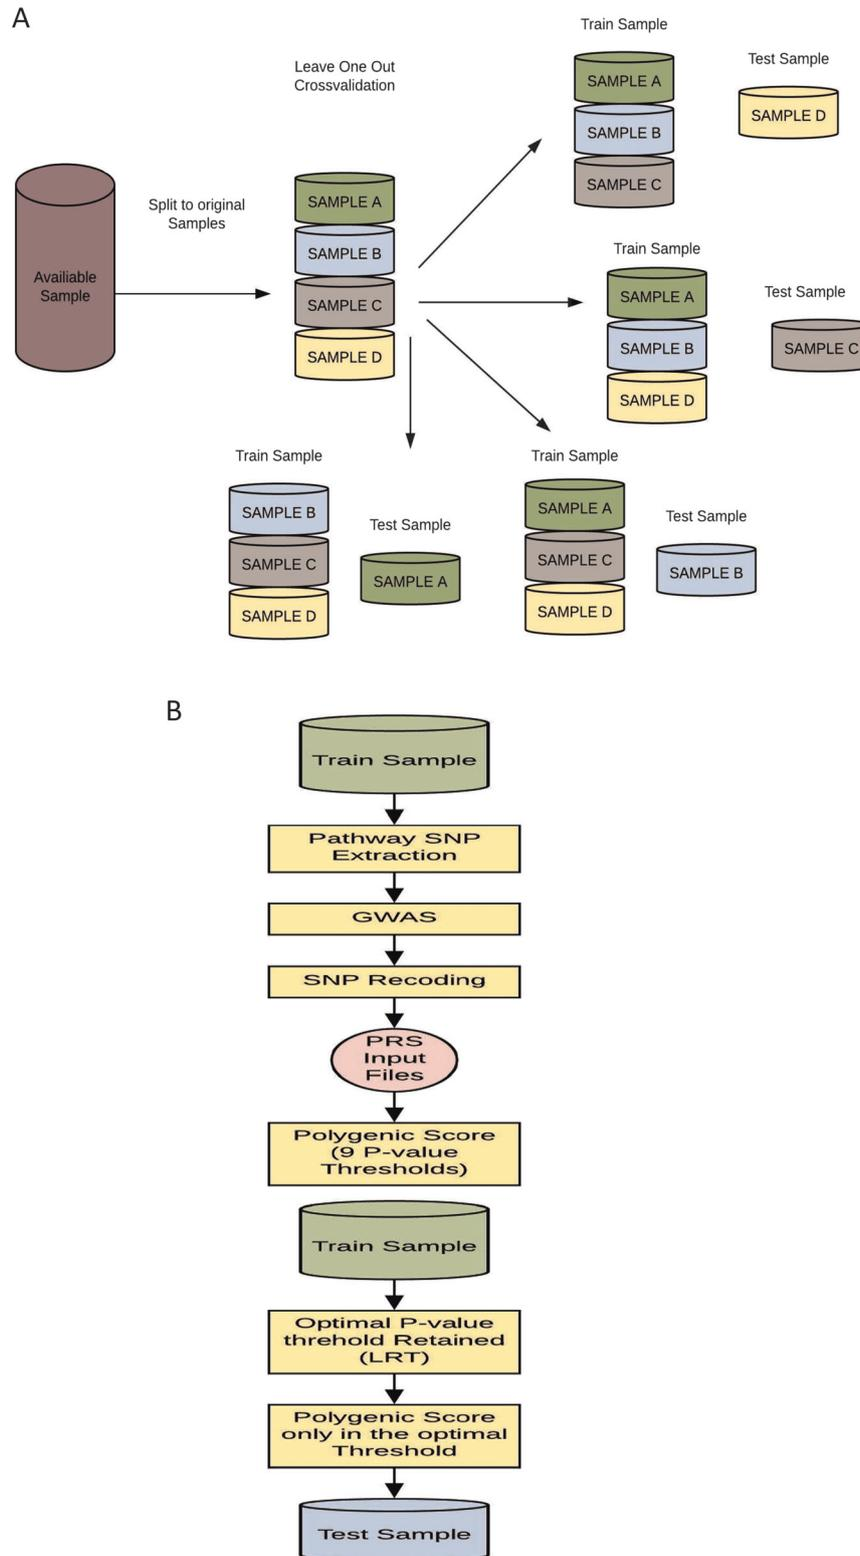 A
Leave One Out
Crossvalidation
Split to original
Samples
Availiable
Sample
SAMPLE A
SAMPLE B
SAMPLE C
SAMPLE D
Train Sample
SAMPLE A
SAMPLE B
SAMPLE C
Test Sample
SAMPLE D
Train Sample
SAMPLE A
SAMPLE B
SAMPLE D
Test Sample
SAMPLE C
Train Sample
SAMPLE B
SAMPLE C
SAMPLE D
Test Sample
SAMPLE A
Train Sample
SAMPLE A
SAMPLE C
SAMPLE D
Test Sample
SAMPLE B
B
Train Sample
Pathway SNP
Extraction
GWAS
SNP Recoding
PRS
Input
Files
Polygenic Score
(9 P-value
Thresholds)
Train Sample
Optimal P-value
threhold Retained
(LRT)
Polygenic Score
only in the optimal
Threshold
Test Sample